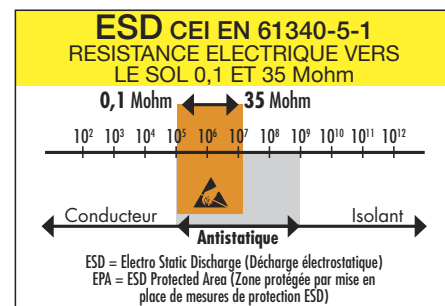 ESD CEI EN 61340-5-1
RESISTANCE ELECTRIQUE VERS
LE SOL 0,1 ET 35 Mohm
0,1 Mohm 35 Mohm
10² 10³ 10⁴ 10⁵ 10⁶ 10⁷ 10⁸ 10⁹ 10¹⁰ 10¹¹ 10¹²
Conducteur Isolant
Antistatique
ESD = Electro Static Discharge (Décharge électrostatique)
EPA = ESD Protected Area (Zone protégée par mise en
place de mesures de protection ESD)